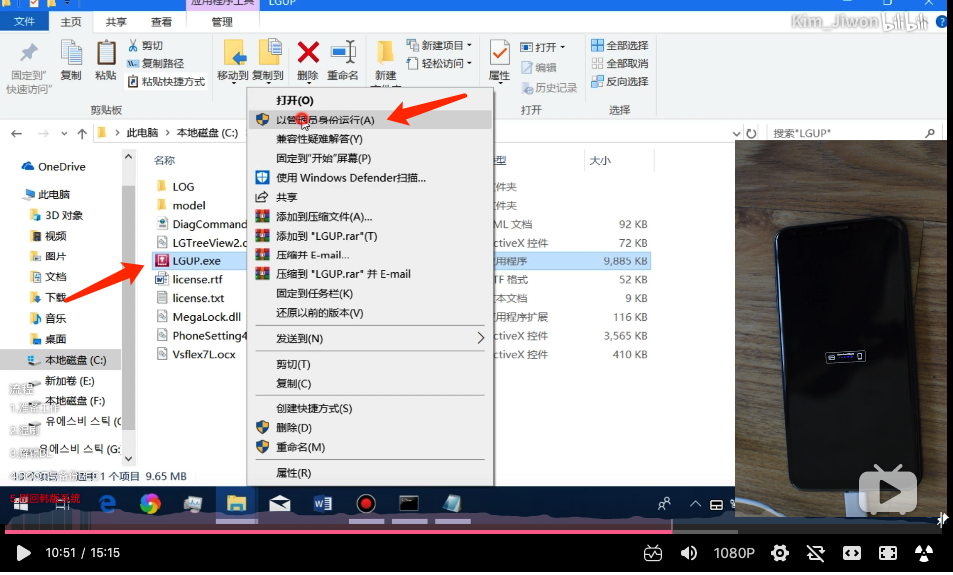 应用程序工具
LGUP
文件
主页
共享
查看
管理
Kim_Jiwon
bilibili
固定到"
快速访问"
复制
粘贴
剪切
复制路径
粘贴快捷方式
剪贴板
移动到
复制到
删除
重命名
新建
新建项目
轻松访问
属性
打开
编辑
历史记录
打开
全部选择
全部取消
反向选择
选择
此电脑
本地磁盘 (C:)
搜索"LGUP"
名称
大小
OneDrive
此电脑
3D 对象
视频
图片
文档
下载
音乐
桌面
本地磁盘 (C:)
新加卷 (E:)
本地磁盘 (F:)
유에스비 스틱 (G:
LOG
model
DiagCommand
LGTreeView2.
LGUP.exe
license.rtf
license.txt
MegaLock.dll
PhoneSetting4
Vsflex7L.ocx
打开(O)
以管理员身份运行(A)
兼容性疑难解答(Y)
固定到"开始"屏幕(P)
使用 Windows Defender扫描...
共享
添加到压缩文件(A)...
添加到 "LGUP.rar"(T)
压缩并 E-mail...
压缩到 "LGUP.rar" 并 E-mail
固定到任务栏(K)
还原以前的版本(V)
发送到(N)
剪切(T)
复制(C)
创建快捷方式(S)
删除(D)
重命名(M)
属性(R)
件夹
件夹
ML 文档
92 KB
ctiveX 控件
72 KB
用程序
9,885 KB
TF 格式
52 KB
本文档
9 KB
用程序扩展
116 KB
ctiveX 控件
3,565 KB
ctiveX 控件
410 KB
流程
1.准备工作
1 个项目 9.65 MB
5.刷回韩版系统
10:51 / 15:15
1080P